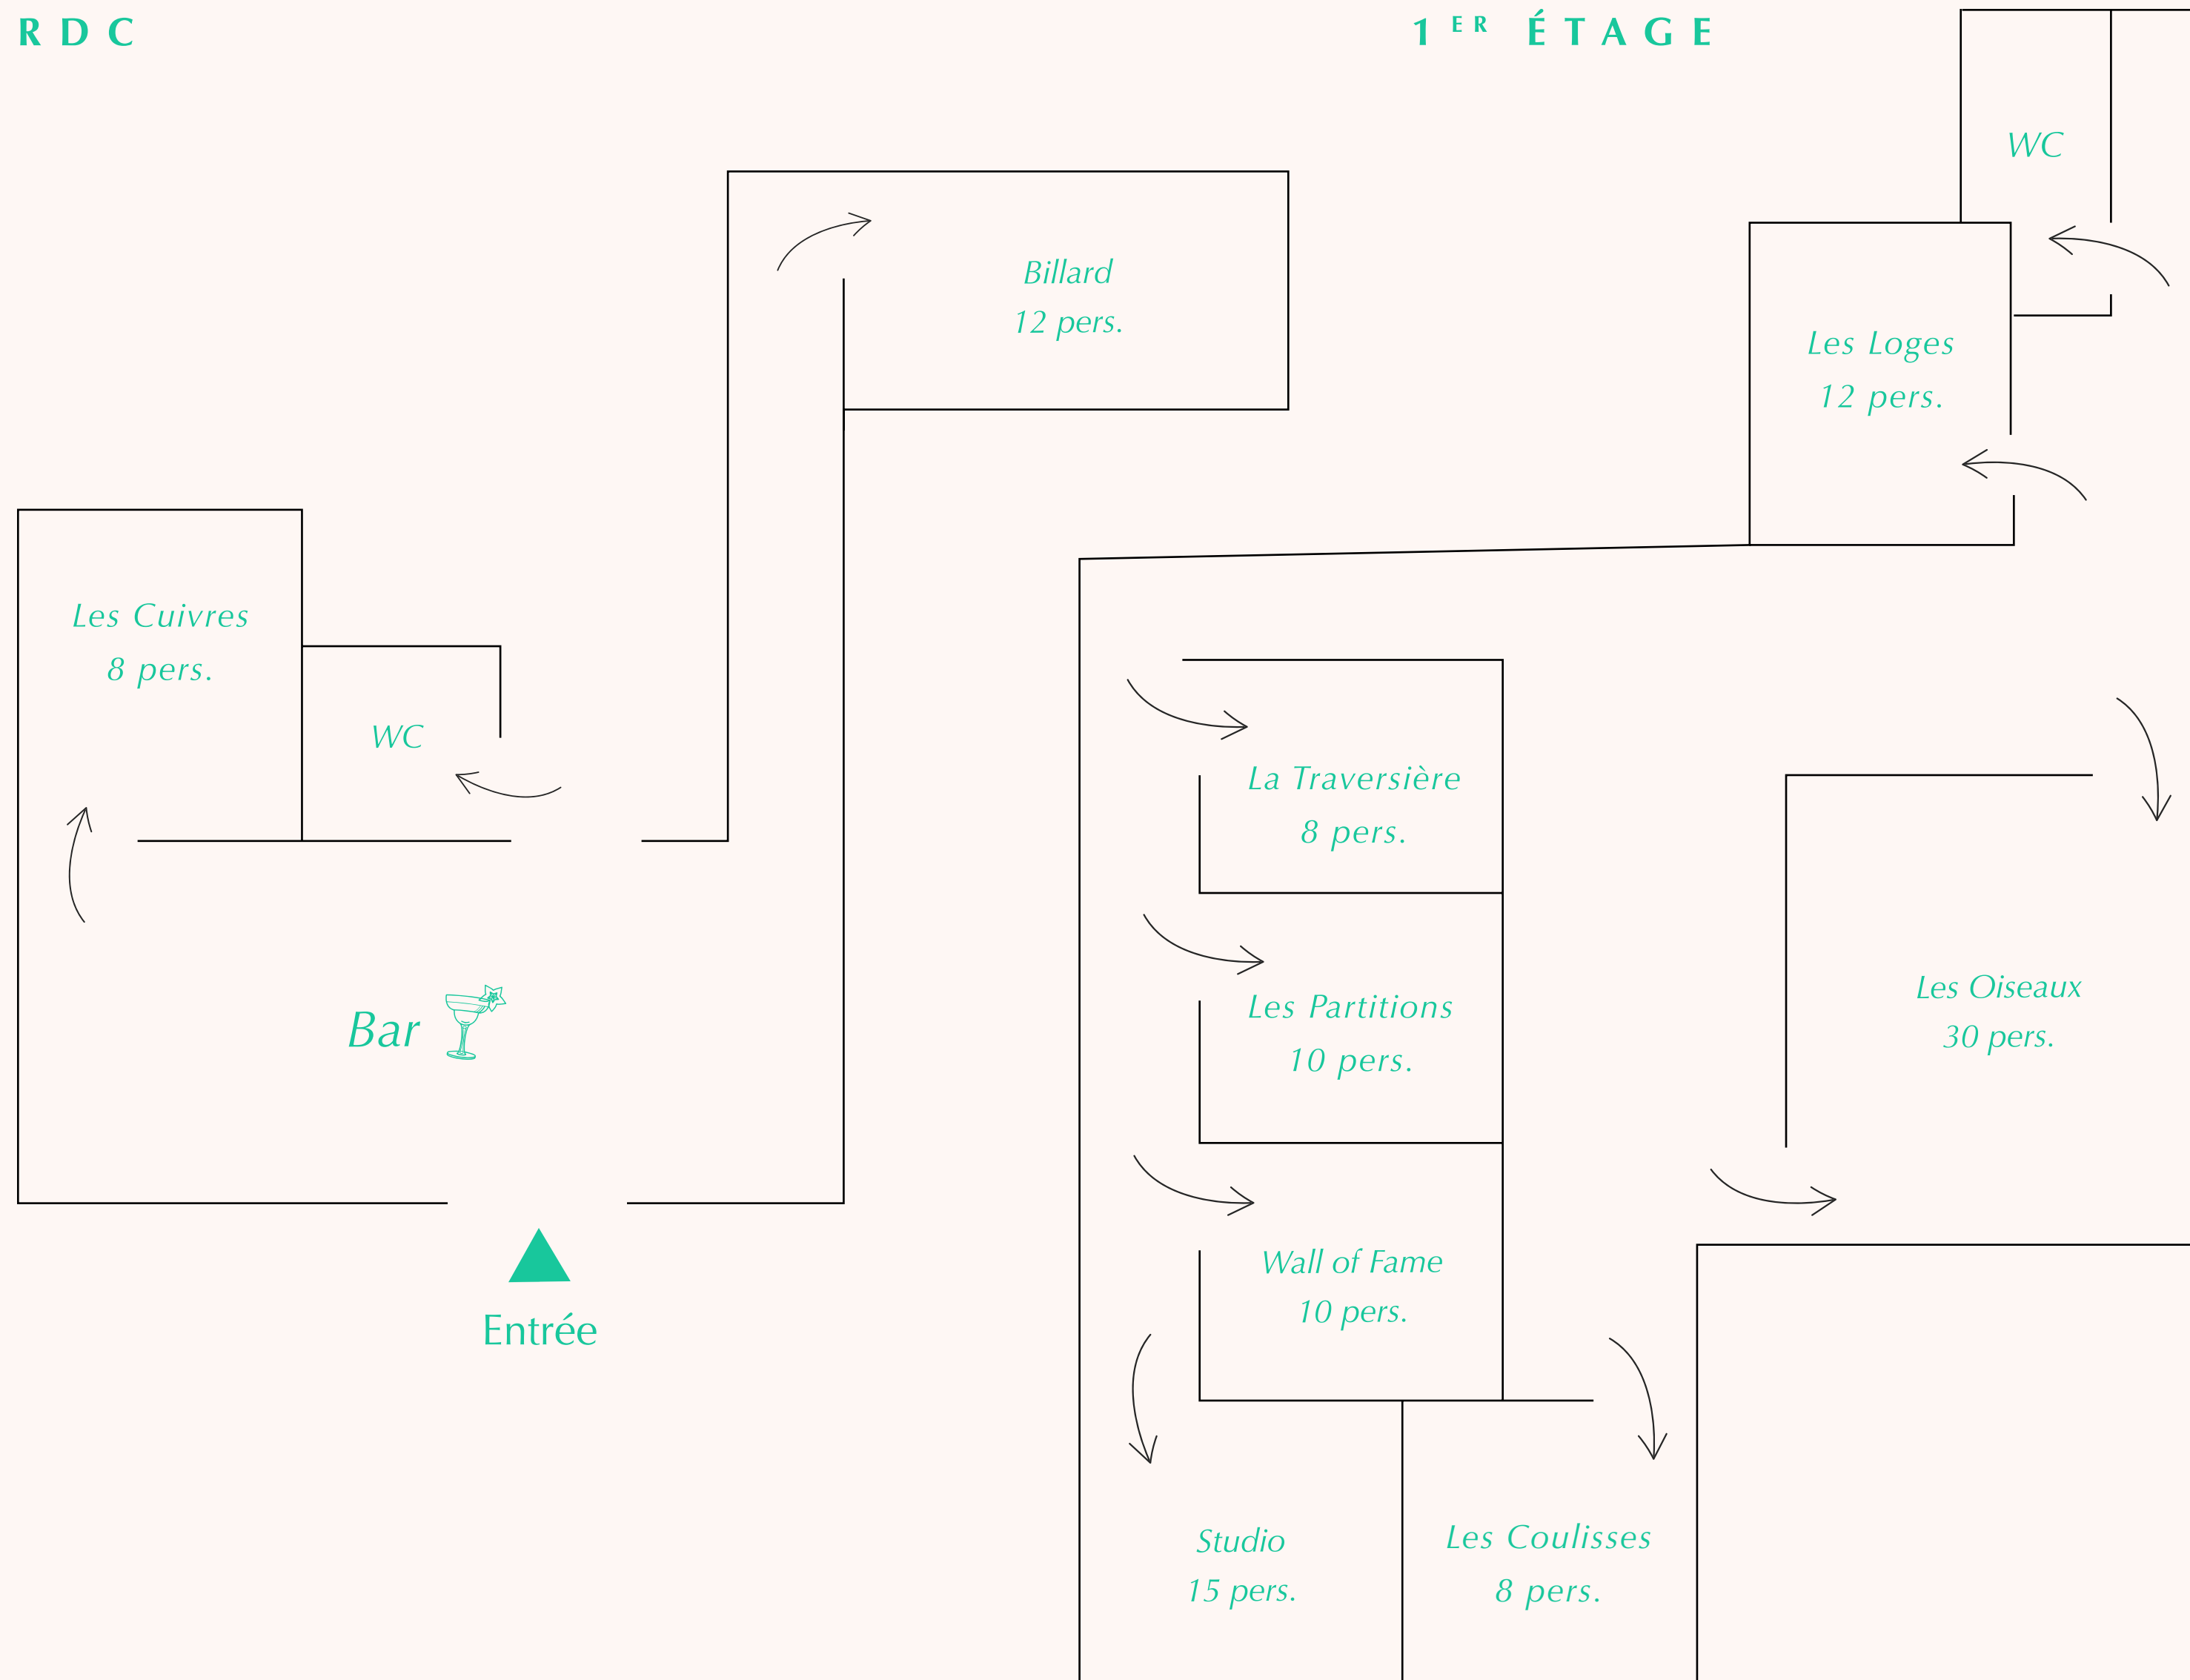 RDC
Billard
12 pers.
Les Cuivres
8 pers.
WC
Bar
Entrée
1ER ÉTAGE
WC
Les Loges
12 pers.
La Traversière
8 pers.
Les Partitions
10 pers.
Wall of Fame
10 pers.
Les Oiseaux
30 pers.
Studio
15 pers.
Les Coulisses
8 pers.